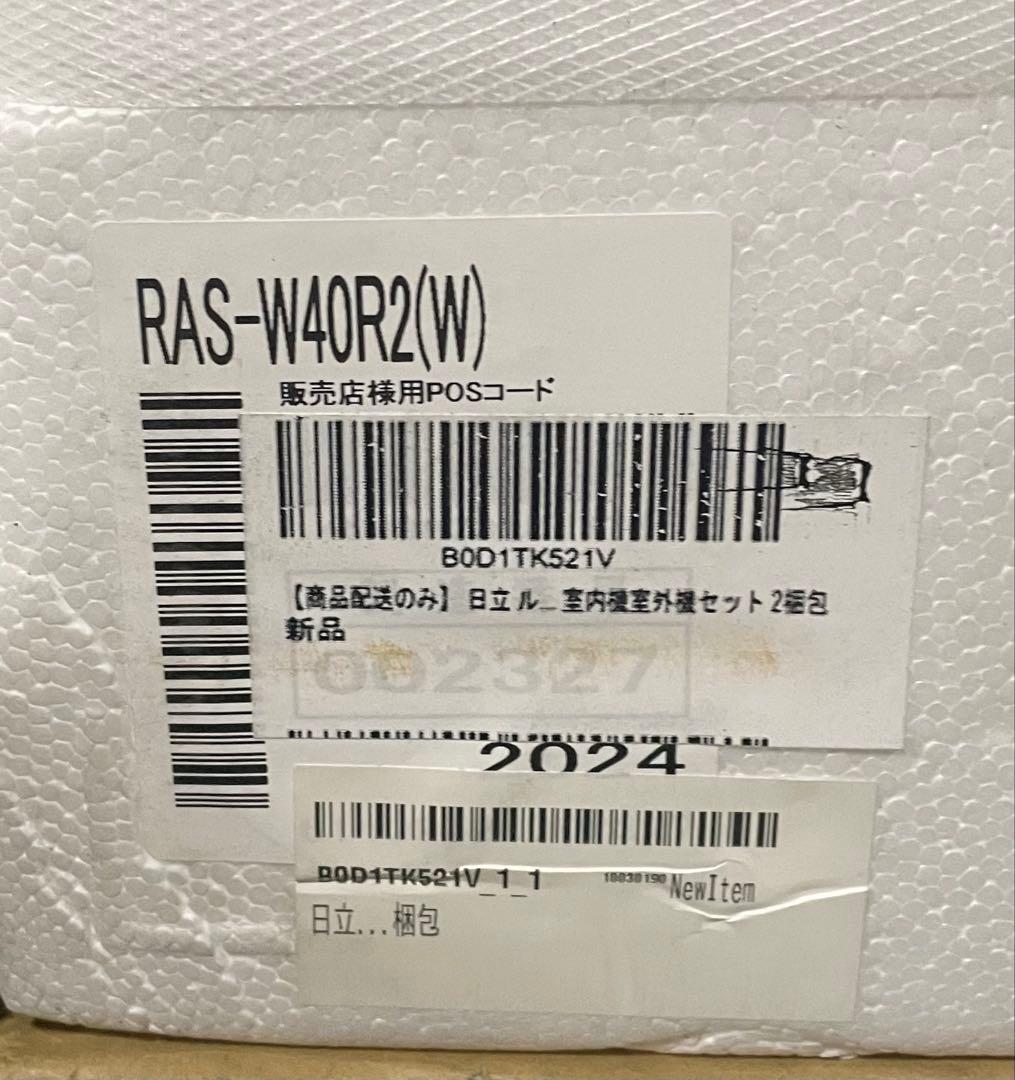 RAS-W40R2(W)
販売店様用POSコード
B0D1TK521V
【商品配送のみ】 日立 ル... 室内機室外機セット 2梱包
新品
002327
2024
B0D1TK521V_1_1
10030190 NewItem
日立...梱包